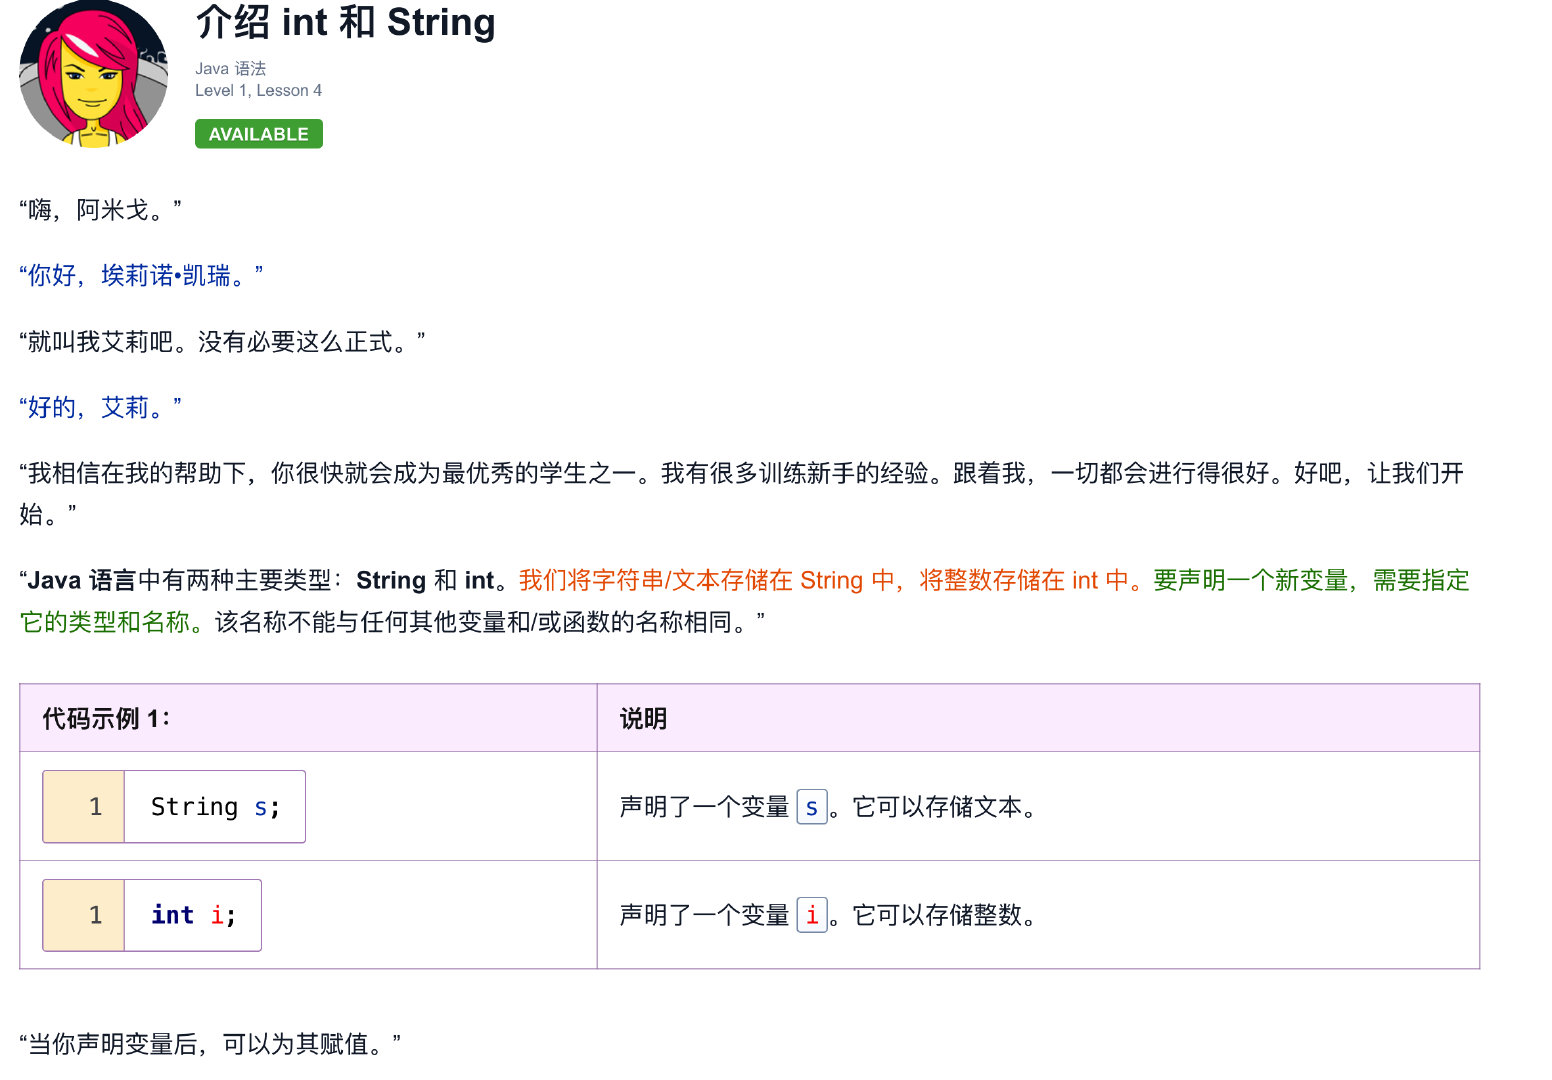 介绍 int 和 String
Java 语法
Level 1, Lesson 4
AVAILABLE
“嗨，阿米戈。”
“你好，埃莉诺•凯瑞。”
“就叫我艾莉吧。没有必要这么正式。”
“好的，艾莉。”
“我相信在我的帮助下，你很快就会成为最优秀的学生之一。我有很多训练新手的经验。跟着我，一切都会进行得很好。好吧，让我们开
始。”
“Java 语言中有两种主要类型：String 和 int。我们将字符串/文本存储在 String 中，将整数存储在 int 中。要声明一个新变量，需要指定
它的类型和名称。该名称不能与任何其他变量和/或函数的名称相同。”
代码示例 1：
说明
1 String s;
声明了一个变量 s。它可以存储文本。
1 int i;
声明了一个变量 i。它可以存储整数。
“当你声明变量后，可以为其赋值。”